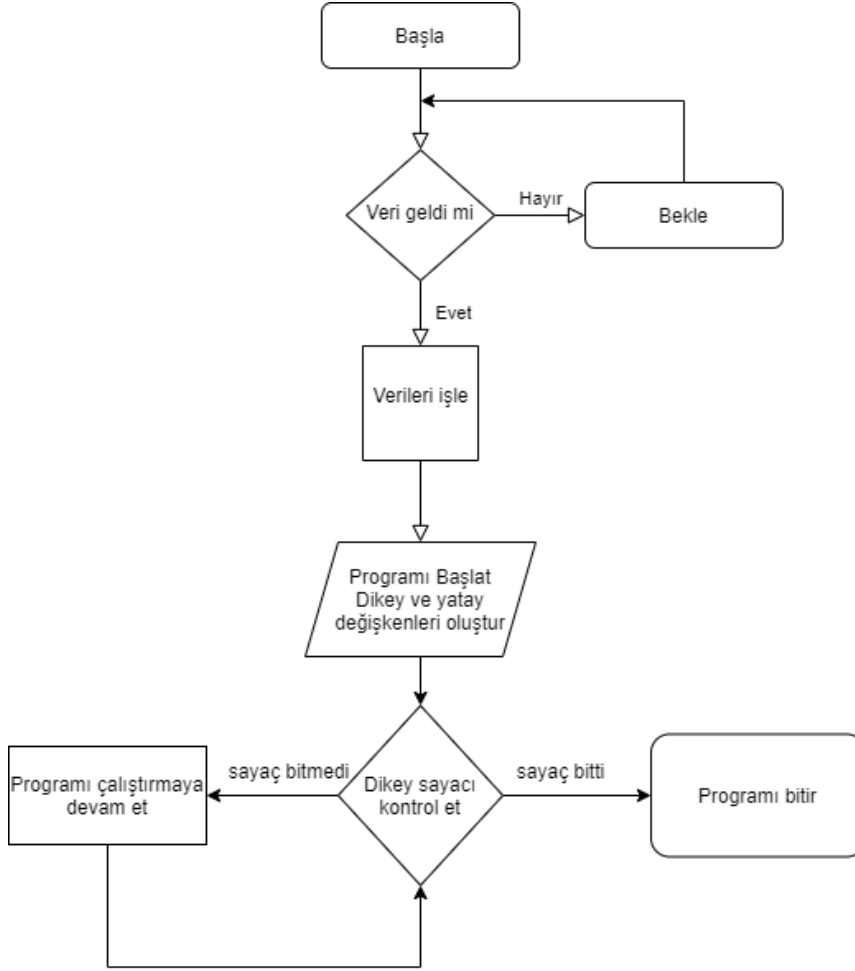 Başla
Veri geldi mi
Hayır
Bekle
Evet
Verileri işle
Programı Başlat
Dikey ve yatay
değişkenleri oluştur
sayaç bitmedi
Dikey sayacı
kontrol et
sayaç bitti
Programı çalıştırmaya
devam et
Programı bitir